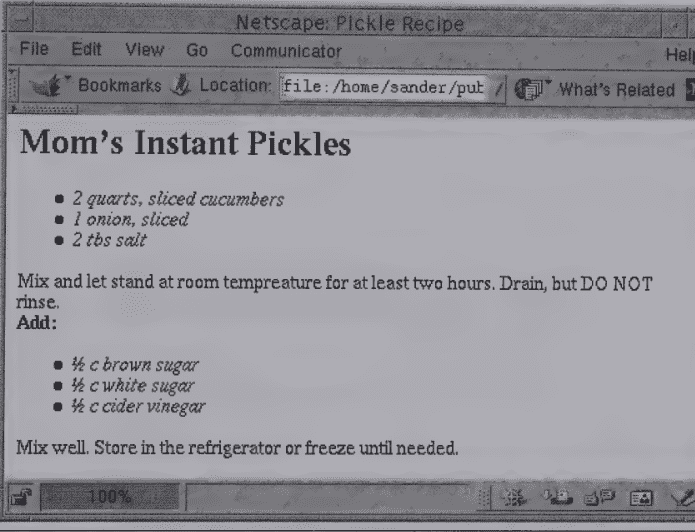 Netscape: Pickle Recipe
File Edit View Go Communicator Help
Bookmarks Location: file:/home/sander/pub What's Related
Mom's Instant Pickles
2 quarts, sliced cucumbers
1 onion, sliced
2 tbs salt
Mix and let stand at room tempreature for at least two hours. Drain, but DO NOT
rinse.
Add:
½ c brown sugar
½ c white sugar
½ c cider vinegar
Mix well. Store in the refrigerator or freeze until needed.
100%